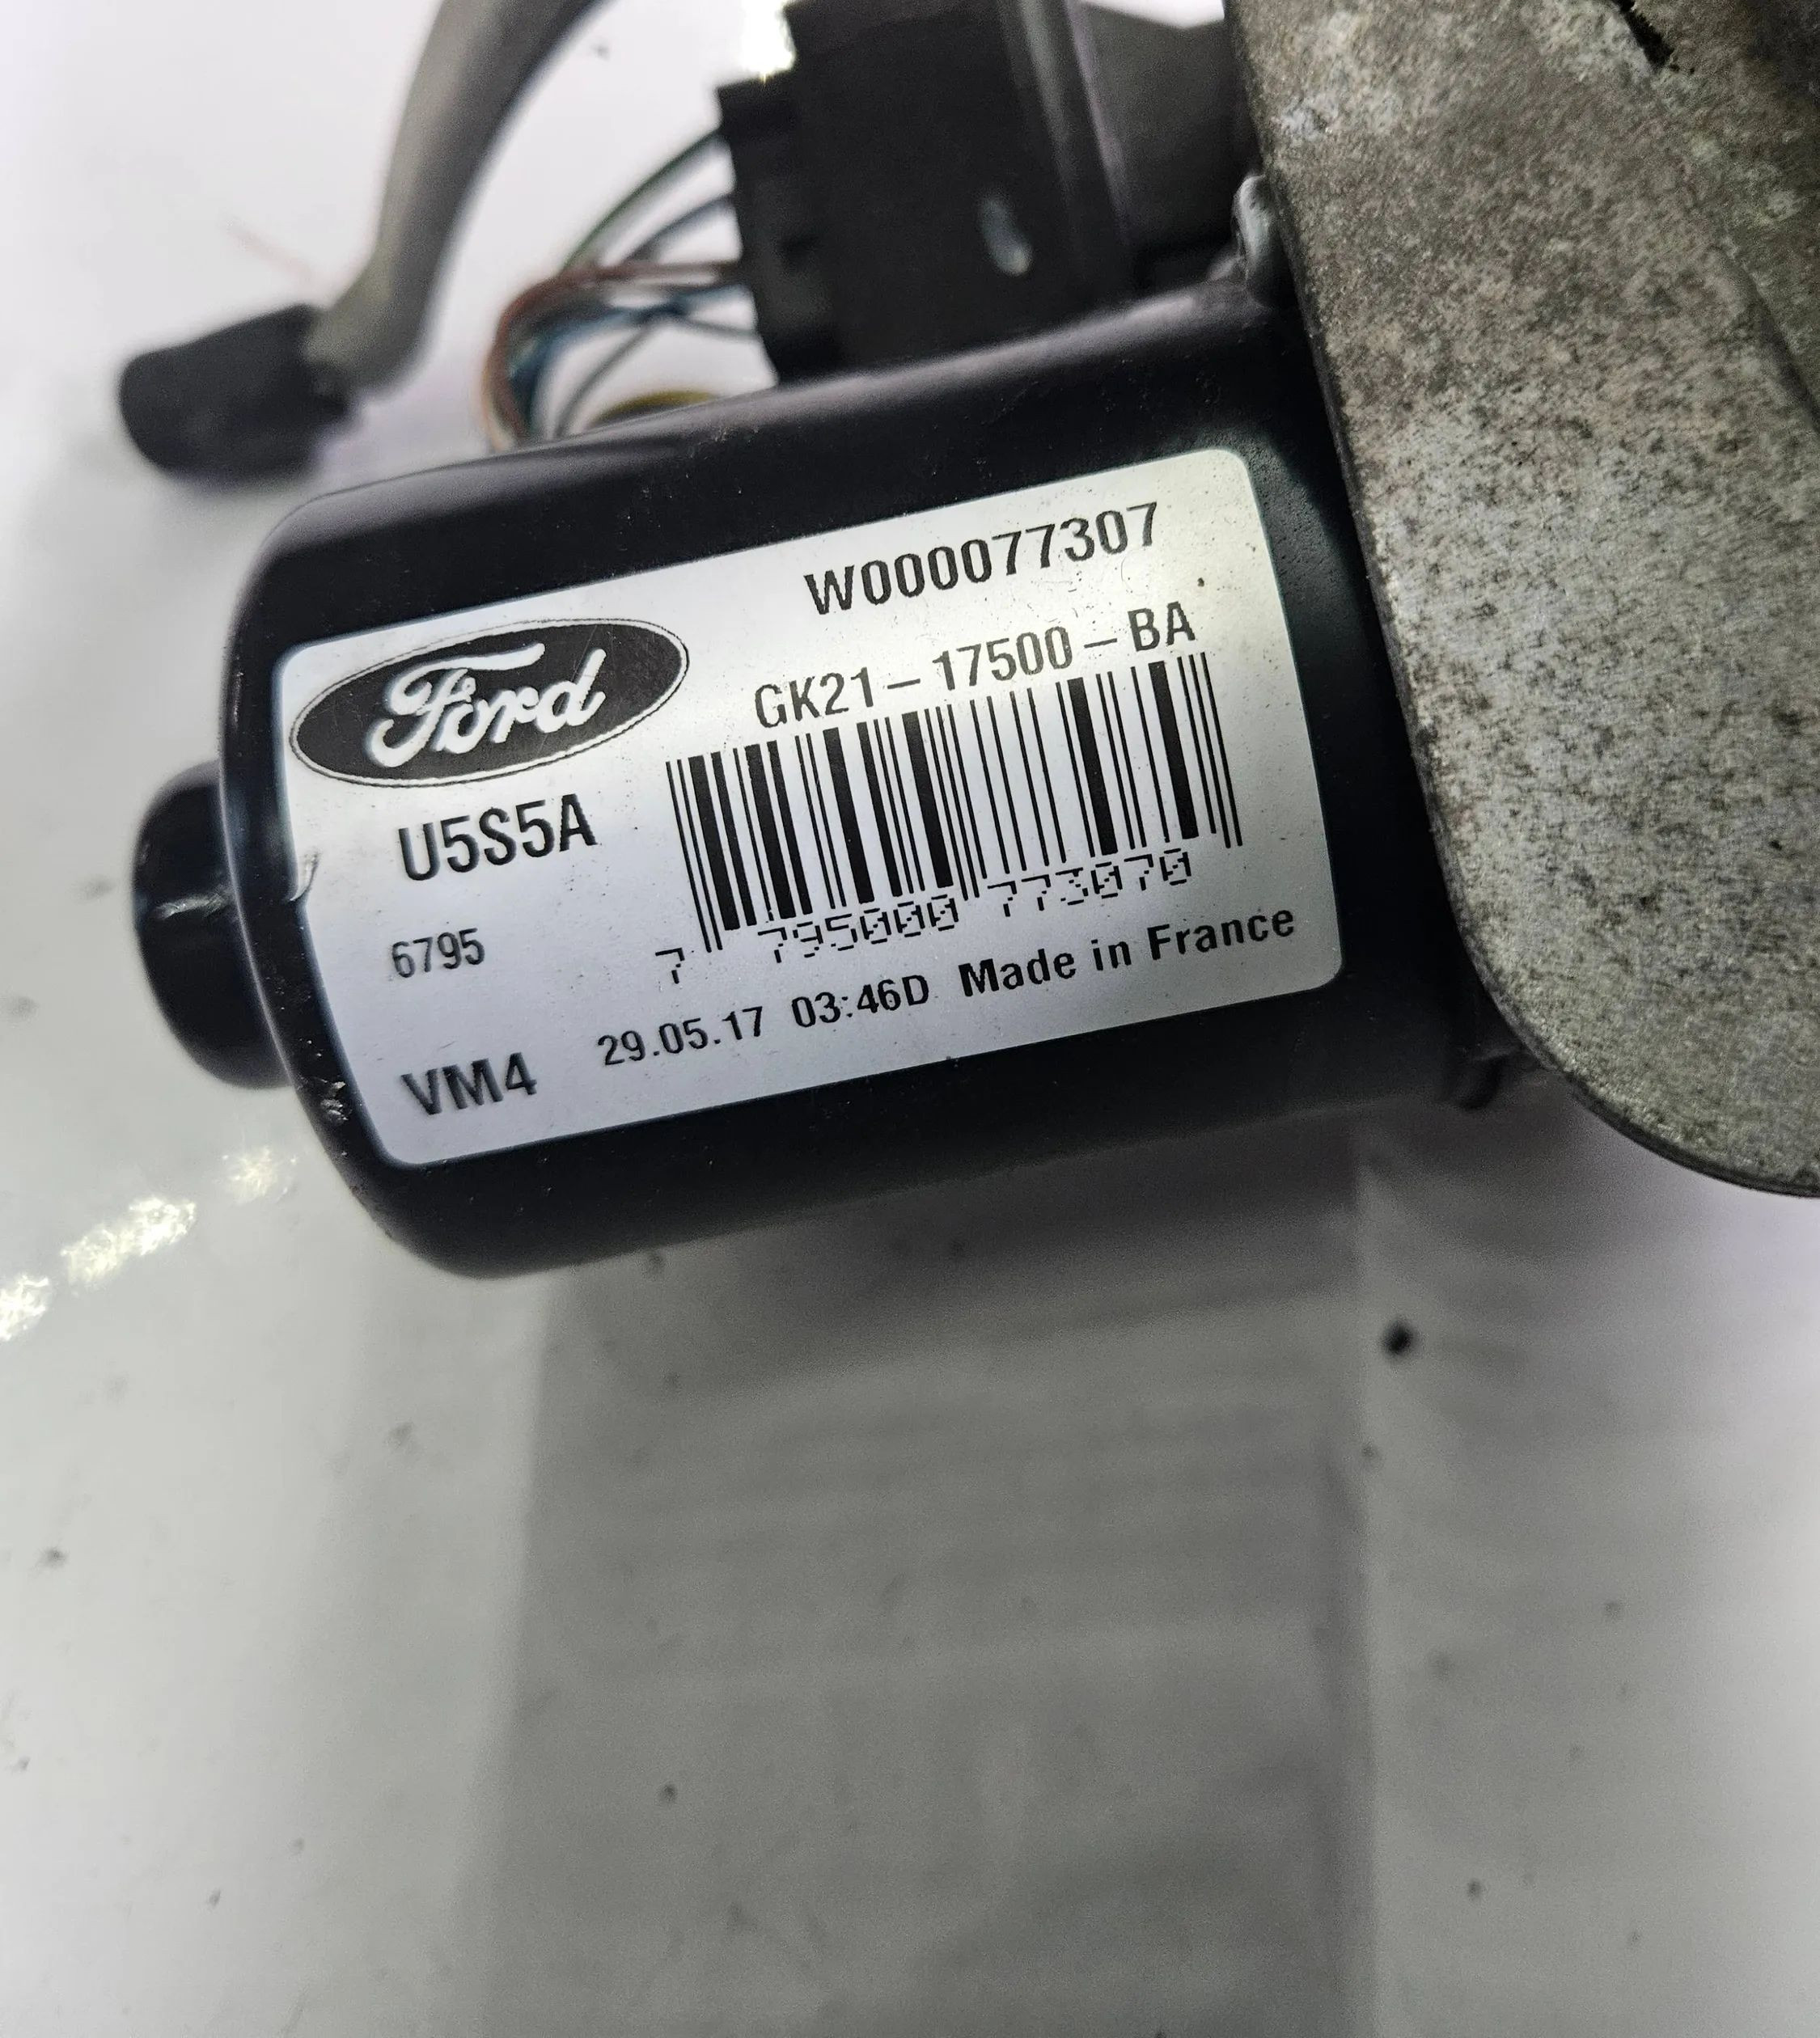 W000077307
Ford
GK21-17500-BA
U5S5A
7 795000 773070
6795
29.05.17 03:46D Made in France
VM4